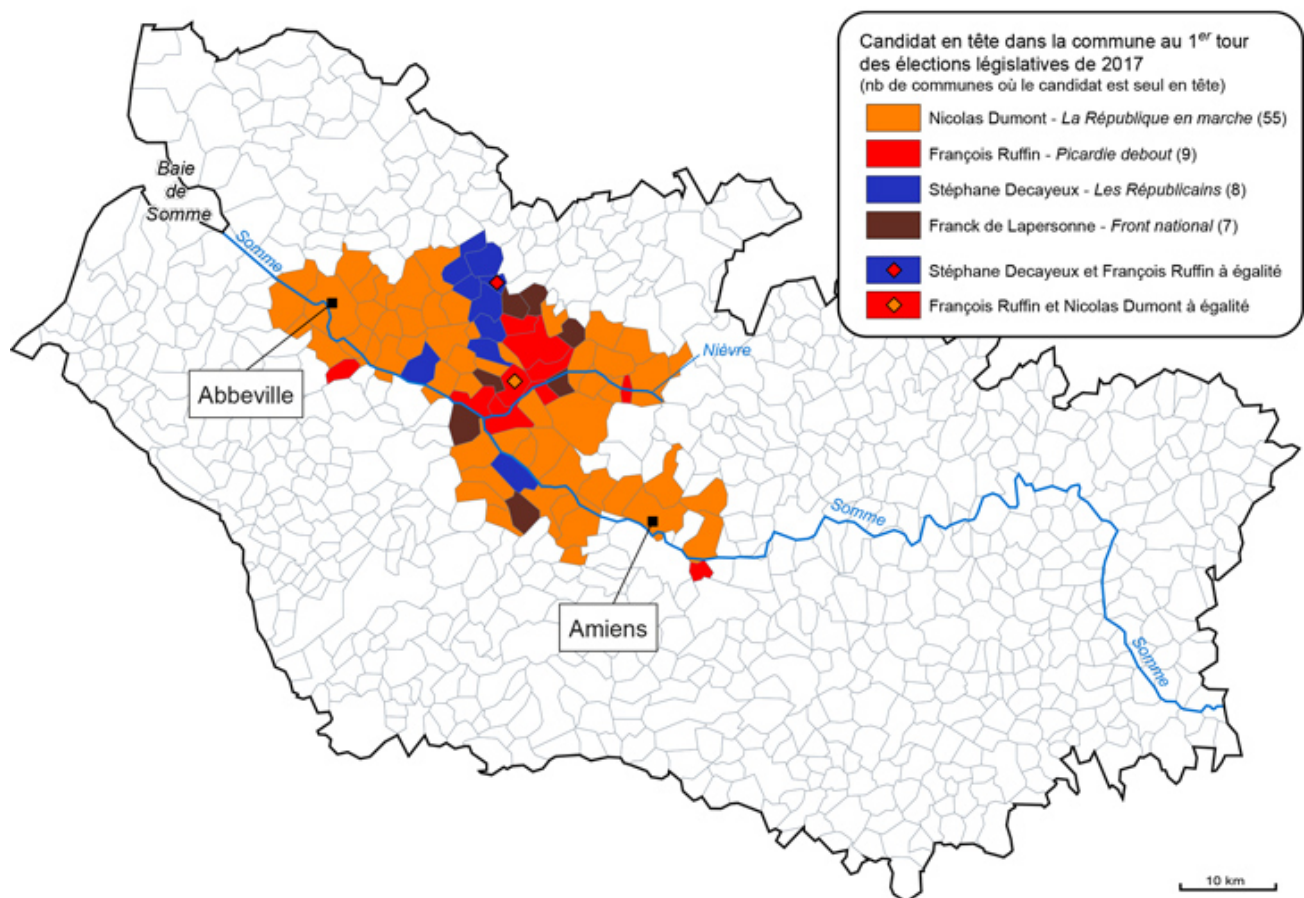 Candidat en tête dans la commune au 1er tour
des élections législatives de 2017
(nb de communes où le candidat est seul en tête)
Nicolas Dumont - La République en marche (55)
François Ruffin - Picardie debout (9)
Stéphane Decayeux - Les Républicains (8)
Franck de Lapersonne - Front national (7)
Stéphane Decayeux et François Ruffin à égalité
François Ruffin et Nicolas Dumont à égalité
Baie
de
Somme
Somme
Nièvre
Abbeville
Somme
Amiens
Somme
10 km